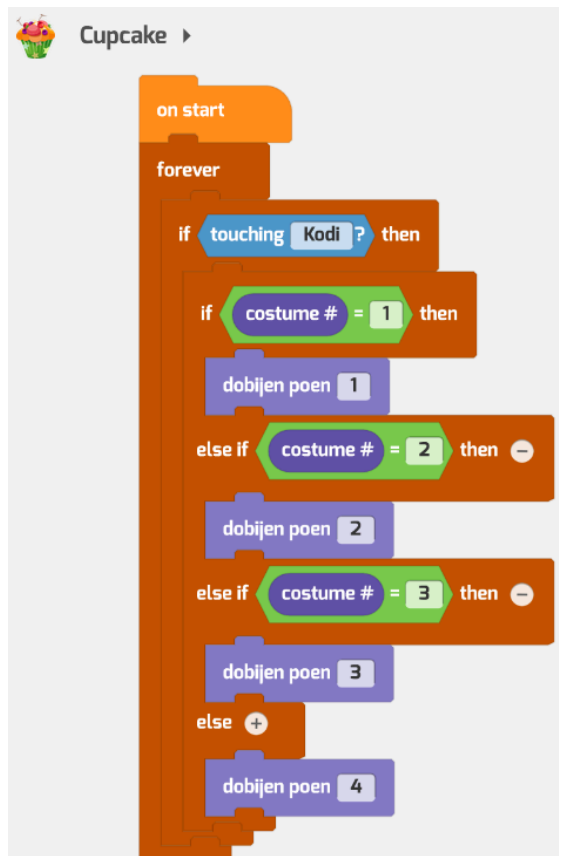 Cupcake
on start
forever
if touching Kodi ? then
if costume # = 1 then
dobijen poen 1
else if costume # = 2 then −
dobijen poen 2
else if costume # = 3 then −
dobijen poen 3
else +
dobijen poen 4